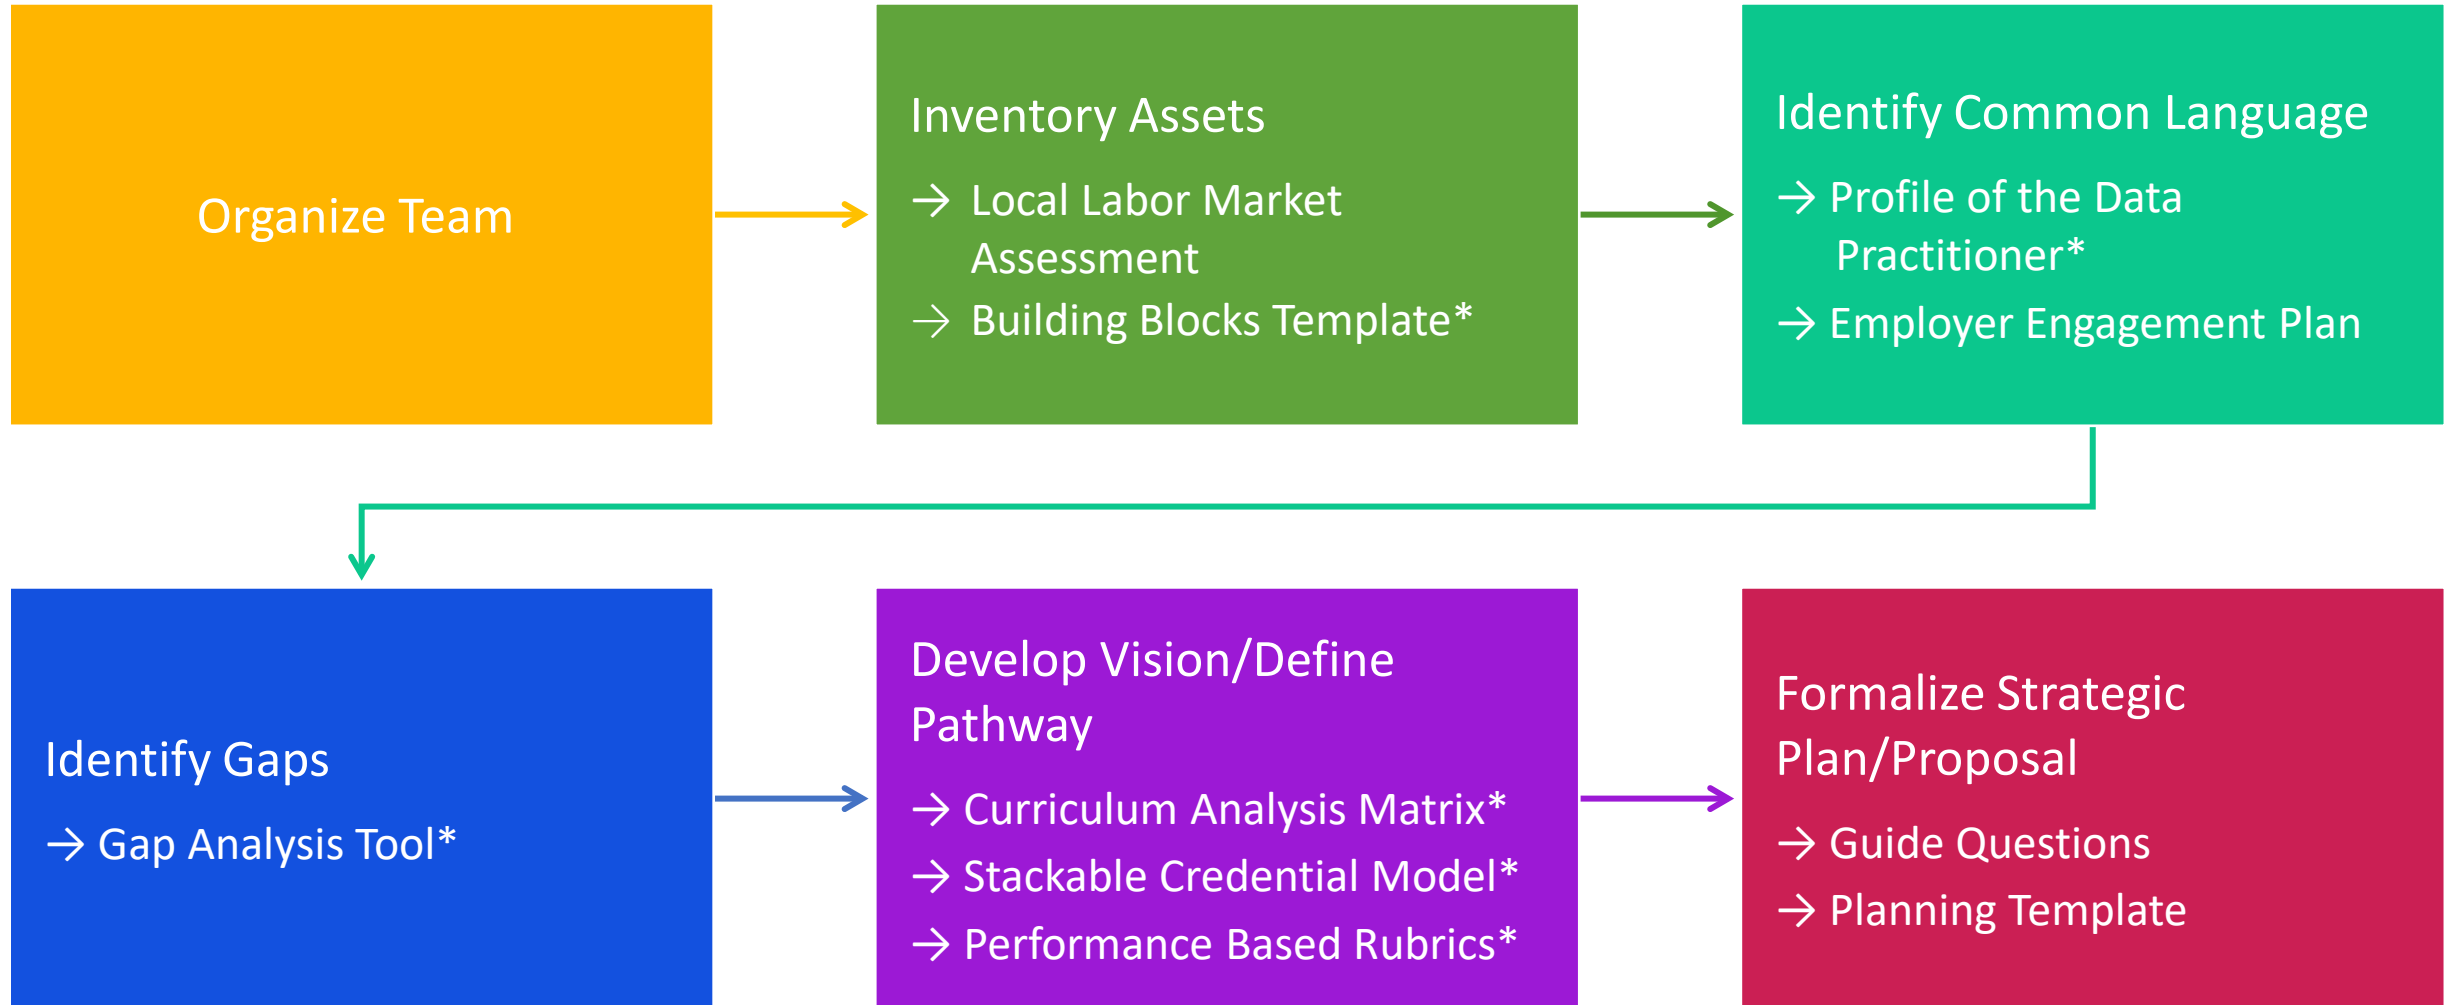 Organize Team
Inventory Assets
→ Local Labor Market
Assessment
→ Building Blocks Template*
Identify Common Language
→ Profile of the Data
Practitioner*
→ Employer Engagement Plan
Identify Gaps
→ Gap Analysis Tool*
Develop Vision/Define
Pathway
→ Curriculum Analysis Matrix*
→ Stackable Credential Model*
→ Performance Based Rubrics*
Formalize Strategic
Plan/Proposal
→ Guide Questions
→ Planning Template